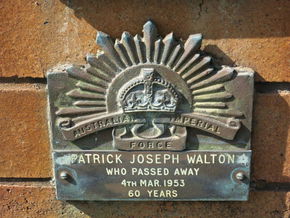 AUSTRALIAN IMPERIAL
FORCE
PATRICK JOSEPH WALTON
WHO PASSED AWAY
4TH MAR. 1953
60 YEARS